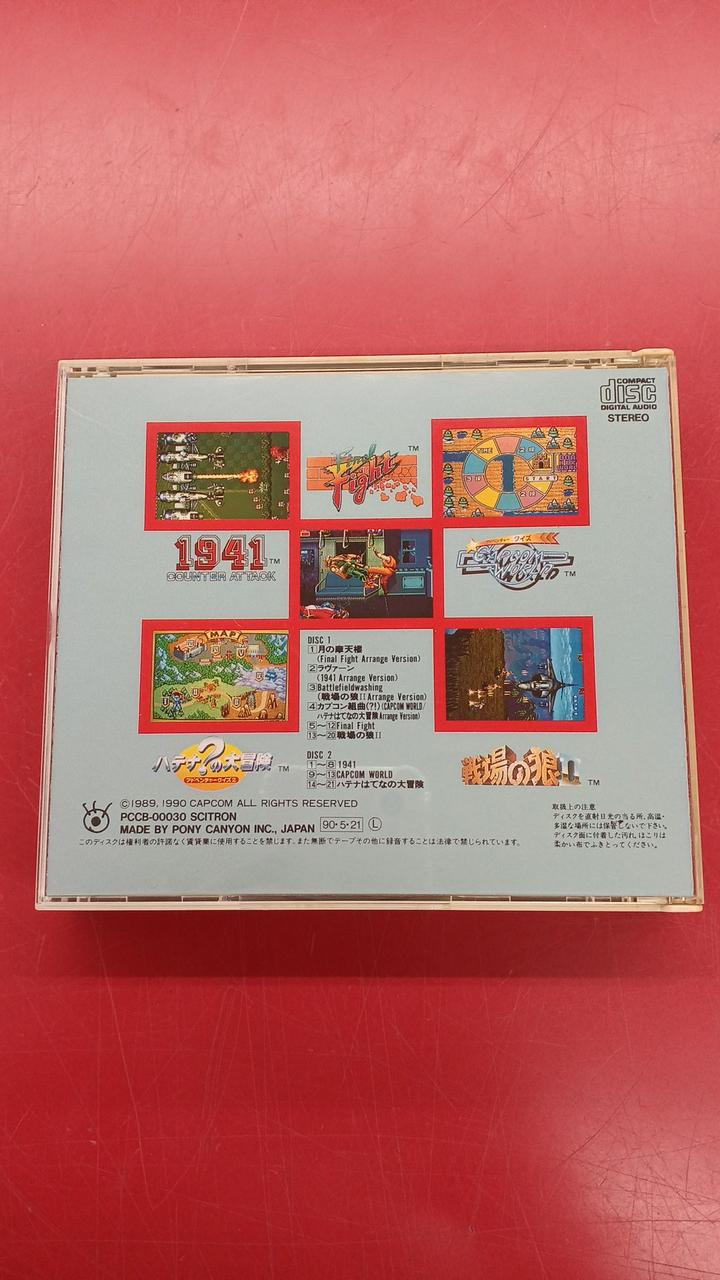 COMPACT
disc
DIGITAL AUDIO
STEREO
Final Fight TM
TIME
START
1941 TM
COUNTER ATTACK
アドベンチャー クイズ
CAPCOM
WORLD TM
MAP
DISC 1
1 月の摩天楼
(Final Fight Arrange Version)
2 ラヴァーン
(1941 Arrange Version)
3 Battlefieldwashing
(戦場の狼II Arrange Version)
4 カプコン組曲(?!) (CAPCOM WORLD/
ハテナはてなの大冒険 Arrange Version)
5〜12 Final Fight
13〜20 戦場の狼II
DISC 2
1〜8 1941
9〜13 CAPCOM WORLD
14〜21 ハテナはてなの大冒険
ハテナ?の大冒険 TM
アドベンチャークイズ2
戦場の狼II TM
©1989, 1990 CAPCOM ALL RIGHTS RESERVED
PCCB-00030 SCITRON
MADE BY PONY CANYON INC., JAPAN 90・5・21 L
このディスクは権利者の許諾なく賃貸業に使用することを禁じます。また無断でテープその他に録音することは法律で禁じられています。
取扱上の注意
ディスクを直射日光の当る所、高温・
多湿な場所には保管しないで下さい。
ディスク面に付着した汚れ、ほこりは
柔かい布でふきとってください。